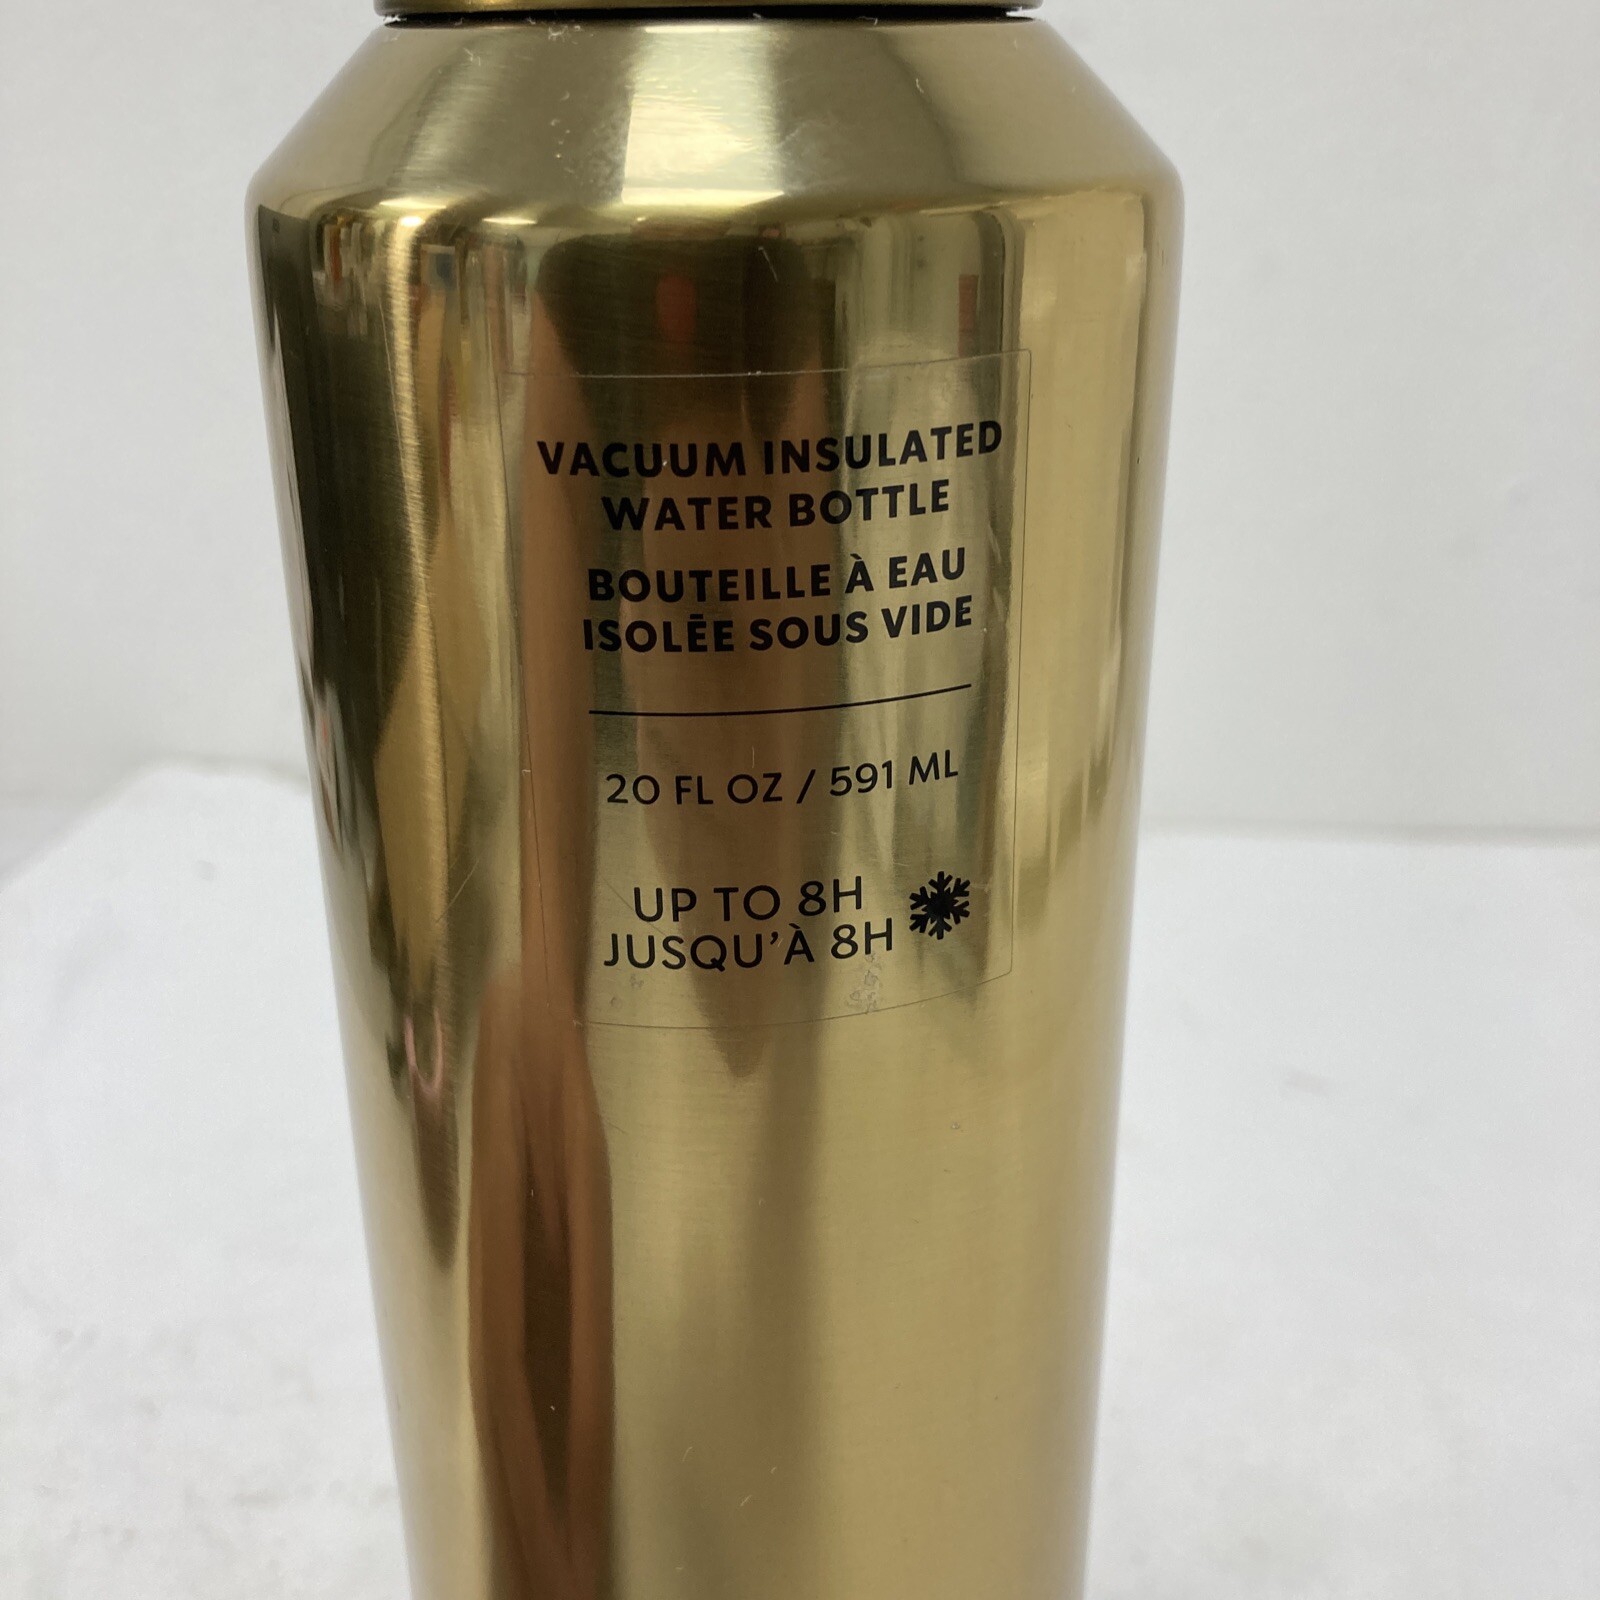 VACUUM INSULATED
WATER BOTTLE
BOUTEILLE À EAU
ISOLÉE SOUS VIDE
20 FL OZ / 591 ML
UP TO 8H
JUSQU'À 8H